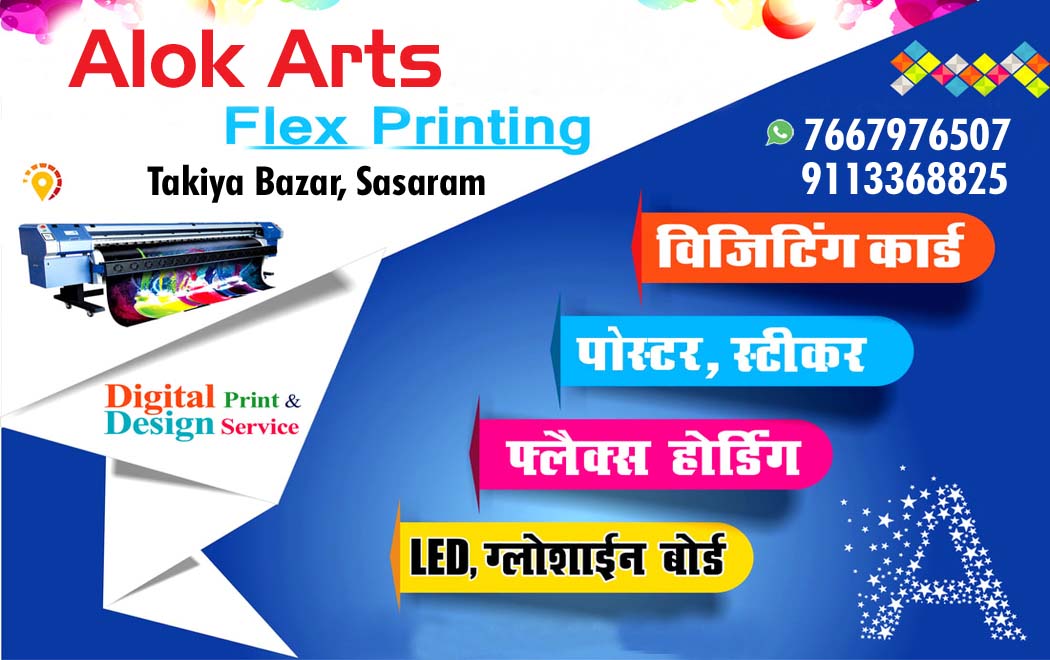 Alok Arts
Flex Printing
Takiya Bazar, Sasaram
7667976507
9113368825
विजिटिंग कार्ड
पोस्टर, स्टीकर
Digital Print &
Design Service
फ्लैक्स होर्डिंग
LED, ग्लोशाईन बोर्ड
A